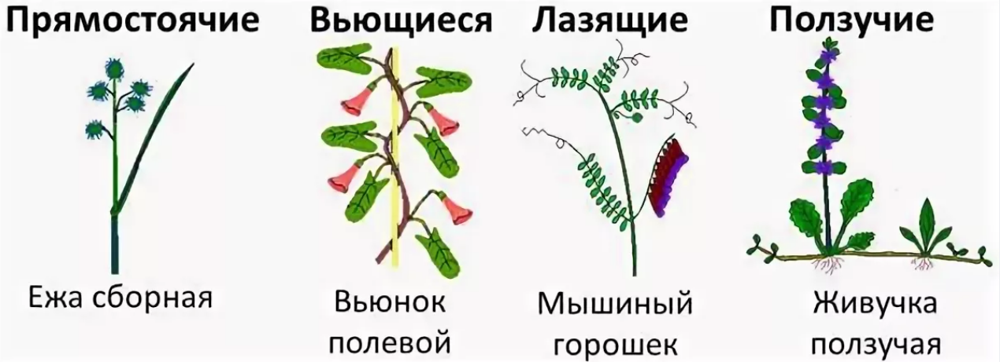 Прямостоячие
Вьющиеся
Лазящие
Ползучие
Ежа сборная
Вьюнок
полевой
Мышиный
горошек
Живучка
ползучая